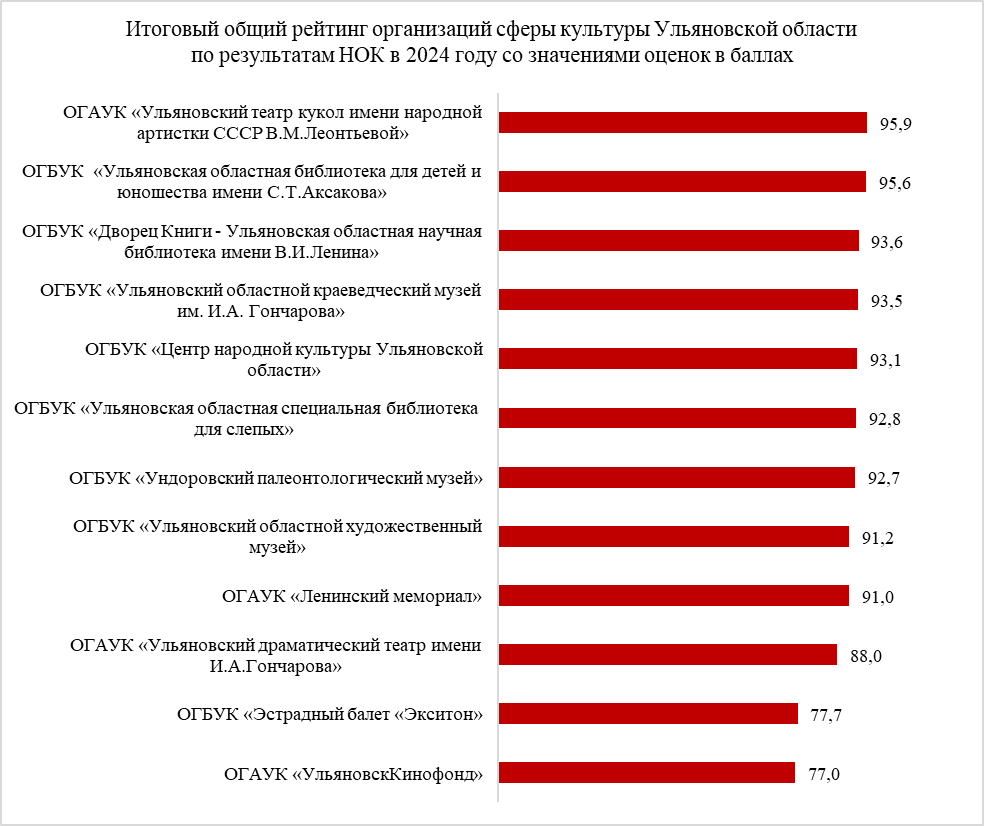 Итоговый общий рейтинг организаций сферы культуры Ульяновской области
по результатам НОК в 2024 году со значениями оценок в баллах
ОГАУК «Ульяновский театр кукол имени народной
артистки СССР В.М.Леонтьевой»
95,9
ОГБУК «Ульяновская областная библиотека для детей и
юношества имени С.Т.Аксакова»
95,6
ОГБУК «Дворец Книги - Ульяновская областная научная
библиотека имени В.И.Ленина»
93,6
ОГБУК «Ульяновский областной краеведческий музей
им. И.А. Гончарова»
93,5
ОГБУК «Центр народной культуры Ульяновской
области»
93,1
ОГБУК «Ульяновская областная специальная библиотека
для слепых»
92,8
ОГБУК «Ундоровский палеонтологический музей»
92,7
ОГБУК «Ульяновский областной художественный
музей»
91,2
ОГАУК «Ленинский мемориал»
91,0
ОГАУК «Ульяновский драматический театр имени
И.А.Гончарова»
88,0
ОГБУК «Эстрадный балет «Экситон»
77,7
ОГАУК «УльяновскКинофонд»
77,0